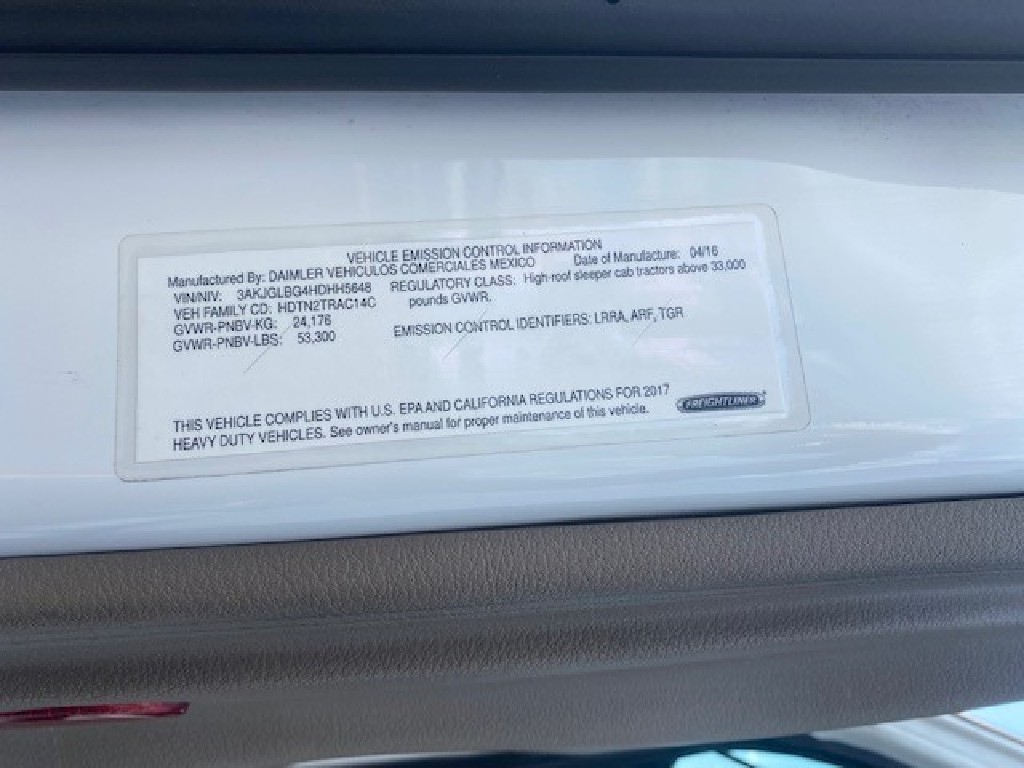 VEHICLE EMISSION CONTROL INFORMATION
Manufactured By: DAIMLER VEHICULOS COMERCIALES MEXICO Date of Manufacture: 04/16
VIN/NIV: 3AKJGLBG4HDHH5648 REGULATORY CLASS: High-roof sleeper cab tractors above 33,000
VEH FAMILY CD: HDTN2TRAC14C pounds GVWR.
GVWR-PNBV-KG: 24,176
GVWR-PNBV-LBS: 53,300 EMISSION CONTROL IDENTIFIERS: LRRA, ARF, TGR
THIS VEHICLE COMPLIES WITH U.S. EPA AND CALIFORNIA REGULATIONS FOR 2017
HEAVY DUTY VEHICLES. See owner's manual for proper maintenance of this vehicle.
FREIGHTLINER